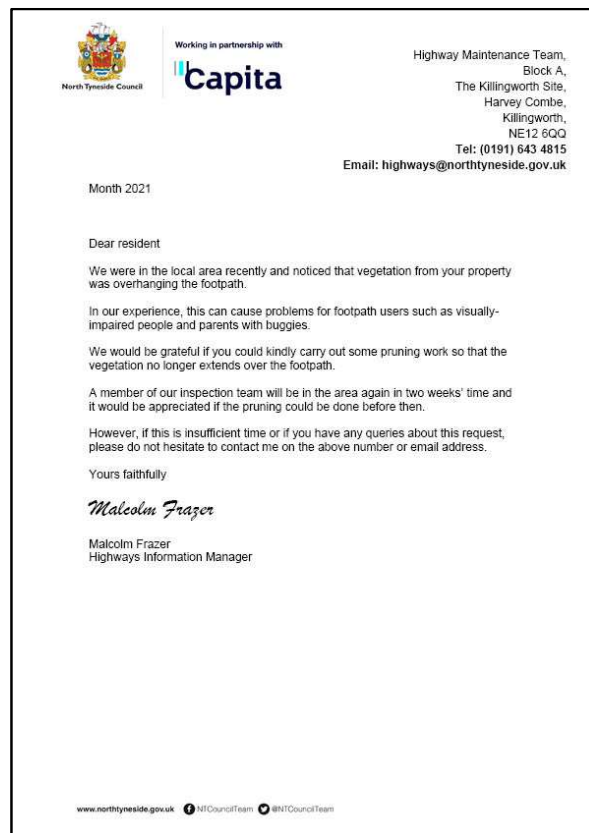 North Tyneside Council
Working in partnership with
Capita
Highway Maintenance Team,
Block A,
The Killingworth Site,
Harvey Combe,
Killingworth,
NE12 6QQ
Tel: (0191) 643 4815
Email: highways@northtyneside.gov.uk
Month 2021
Dear resident
We were in the local area recently and noticed that vegetation from your property
was overhanging the footpath.
In our experience, this can cause problems for footpath users such as visually-
impaired people and parents with buggies.
We would be grateful if you could kindly carry out some pruning work so that the
vegetation no longer extends over the footpath.
A member of our inspection team will be in the area again in two weeks' time and
it would be appreciated if the pruning could be done before then.
However, if this is insufficient time or if you have any queries about this request,
please do not hesitate to contact me on the above number or email address.
Yours faithfully
Malcolm Frazer
Malcolm Frazer
Highways Information Manager
www.northtyneside.gov.uk NTCouncilTeam @NTCouncilTeam